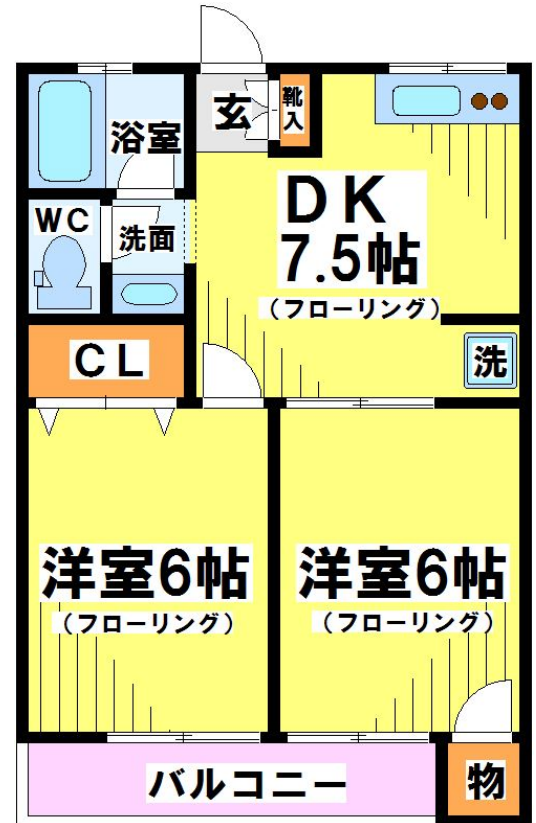 玄
靴入
浴室
DK
7.5帖
(フローリング)
WC
洗面
CL
洗
洋室6帖
(フローリング)
洋室6帖
(フローリング)
バルコニー
物